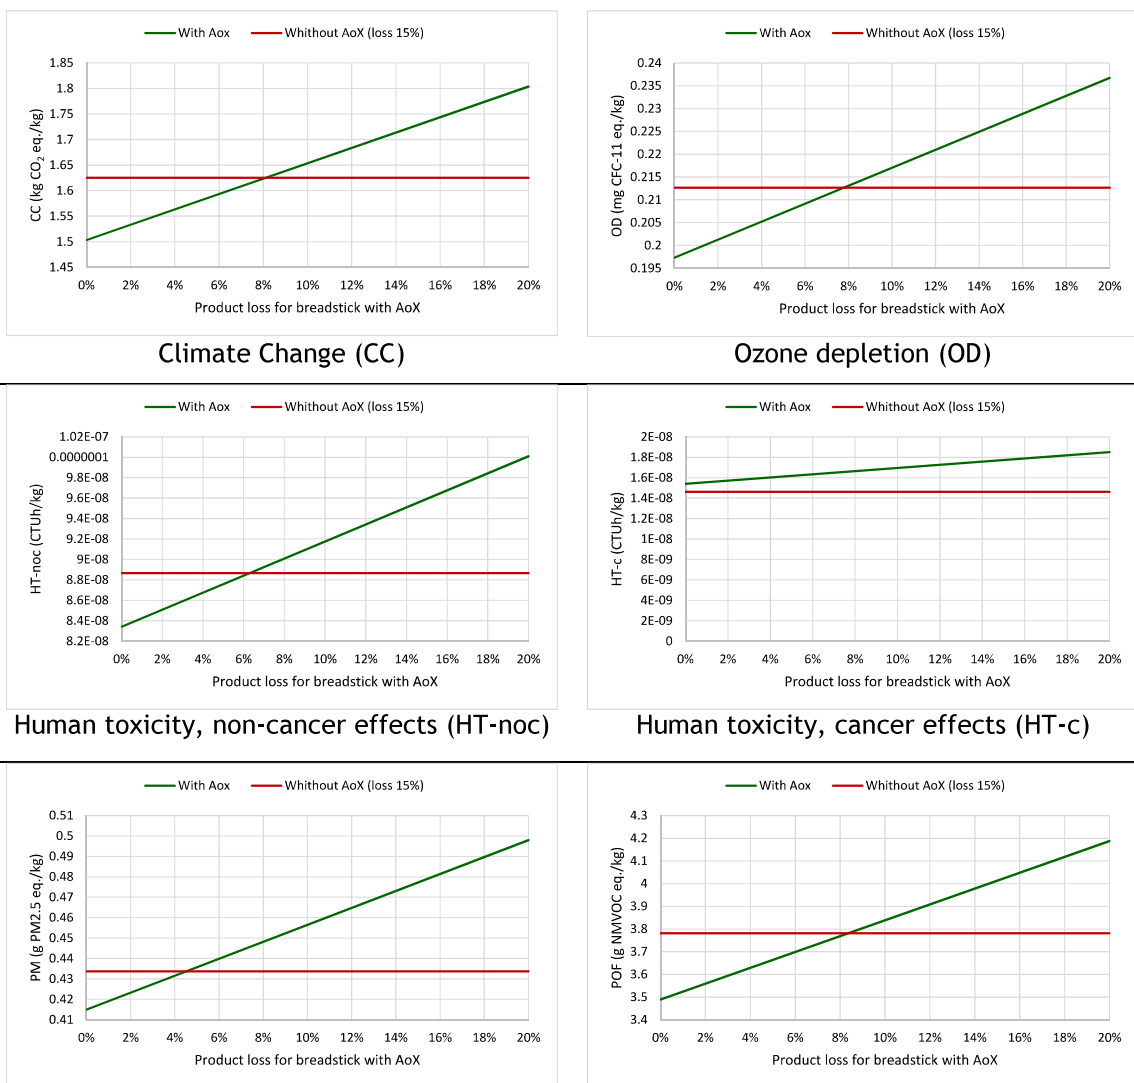 With Aox Whithout AoX (loss 15%)
CC (kg CO2 eq./kg)
1.85
1.8
1.75
1.7
1.65
1.6
1.55
1.5
1.45
0% 2% 4% 6% 8% 10% 12% 14% 16% 18% 20%
Product loss for breadstick with AoX
Climate Change (CC)
With Aox Whithout AoX (loss 15%)
OD (mg CFC-11 eq./kg)
0.24
0.235
0.23
0.225
0.22
0.215
0.21
0.205
0.2
0.195
0% 2% 4% 6% 8% 10% 12% 14% 16% 18% 20%
Product loss for breadstick with AoX
Ozone depletion (OD)
With Aox Whithout AoX (loss 15%)
HT-noc (CTUh/kg)
1.02E-07
0.0000001
9.8E-08
9.6E-08
9.4E-08
9.2E-08
9E-08
8.8E-08
8.6E-08
8.4E-08
8.2E-08
0% 2% 4% 6% 8% 10% 12% 14% 16% 18% 20%
Product loss for breadstick with AoX
Human toxicity, non-cancer effects (HT-noc)
With Aox Whithout AoX (loss 15%)
HT-c (CTUh/kg)
2E-08
1.8E-08
1.6E-08
1.4E-08
1.2E-08
1E-08
8E-09
6E-09
4E-09
2E-09
0
0% 2% 4% 6% 8% 10% 12% 14% 16% 18% 20%
Product loss for breadstick with AoX
Human toxicity, cancer effects (HT-c)
With Aox Whithout AoX (loss 15%)
PM (g PM2.5 eq./kg)
0.51
0.5
0.49
0.48
0.47
0.46
0.45
0.44
0.43
0.42
0.41
0% 2% 4% 6% 8% 10% 12% 14% 16% 18% 20%
Product loss for breadstick with AoX
With Aox Whithout AoX (loss 15%)
POF (g NMVOC eq./kg)
4.3
4.2
4.1
4
3.9
3.8
3.7
3.6
3.5
3.4
0% 2% 4% 6% 8% 10% 12% 14% 16% 18% 20%
Product loss for breadstick with AoX